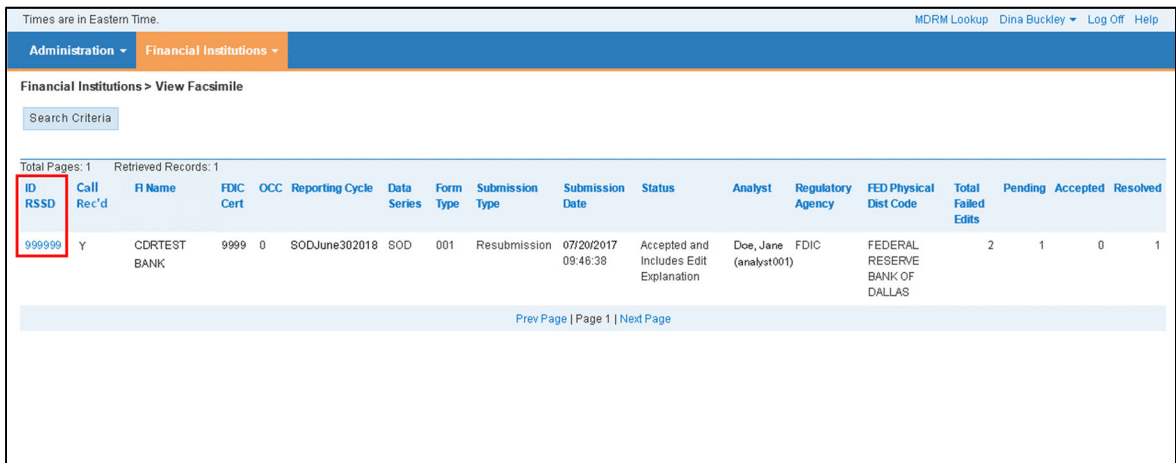 Times are in Eastern Time. MDRM Lookup Dina Buckley Log Off Help
Administration Financial Institutions
Financial Institutions > View Facsimile
Search Criteria
Total Pages: 1 Retrieved Records: 1
ID Call FI Name FDIC OCC Reporting Cycle Data Form Submission Submission Status Analyst Regulatory FED Physical Total Pending Accepted Resolved
RSSD Rec'd Cert Series Type Type Date Agency Dist Code Failed
Edits
999999 Y CDRTEST 9999 0 SODJune302018 SOD 001 Resubmission 07/20/2017 Accepted and Doe, Jane FDIC FEDERAL 2 1 0 1
BANK 09:46:38 Includes Edit (analyst001) RESERVE
Explanation BANK OF
DALLAS
Prev Page | Page 1 | Next Page